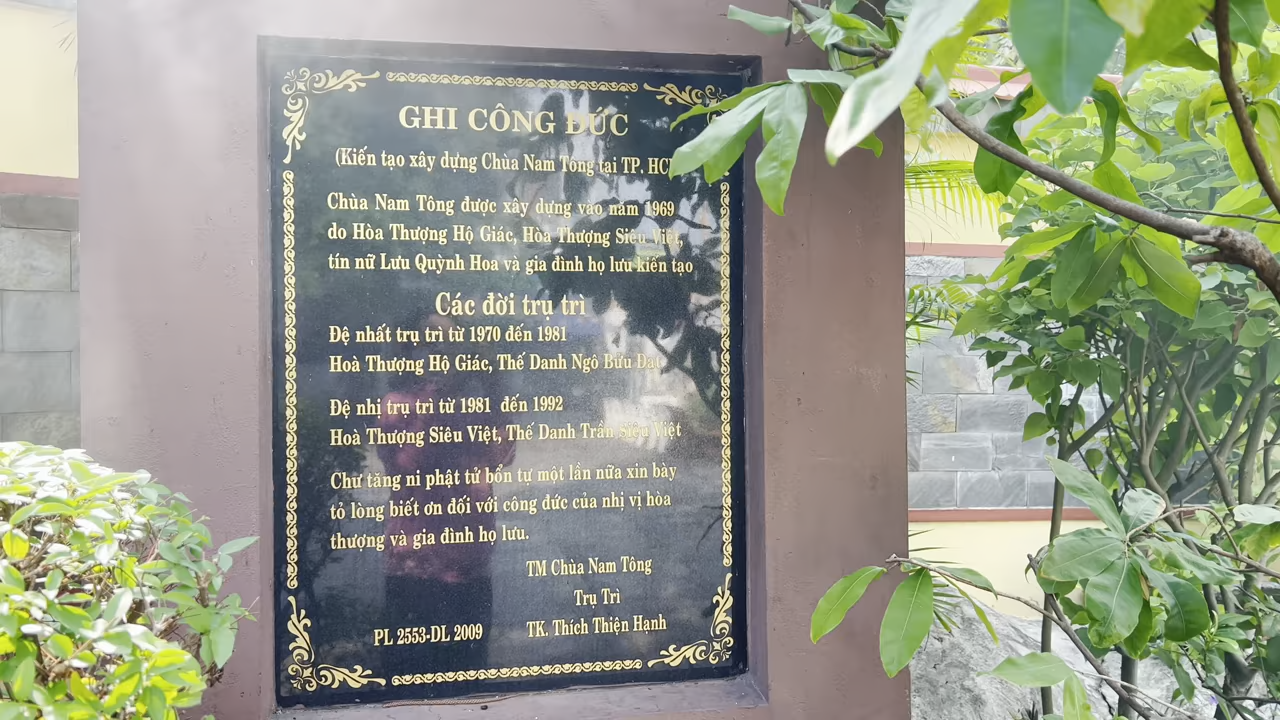 GHI CÔNG ĐỨC
(Kiến tạo xây dựng Chùa Nam Tông tại TP. HC
Chùa Nam Tông được xây dựng vào năm 1969
do Hòa Thượng Hộ Giác, Hòa Thượng Siêu Việt,
tín nữ Lưu Quỳnh Hoa và gia đình họ lưu kiến tạo
Các đời trụ trì
Đệ nhất trụ trì từ 1970 đến 1981
Hoà Thượng Hộ Giác, Thế Danh Ngô Bửu Đạt
Đệ nhị trụ trì từ 1981 đến 1992
Hoà Thượng Siêu Việt, Thế Danh Trần Siêu Việt
Chư tăng ni phật tử bổn tự một lần nữa xin bày
tỏ lòng biết ơn đối với công đức của nhị vị hòa
thượng và gia đình họ lưu.
TM Chùa Nam Tông
Trụ Trì
PL 2553-DL 2009 TK. Thích Thiện Hạnh